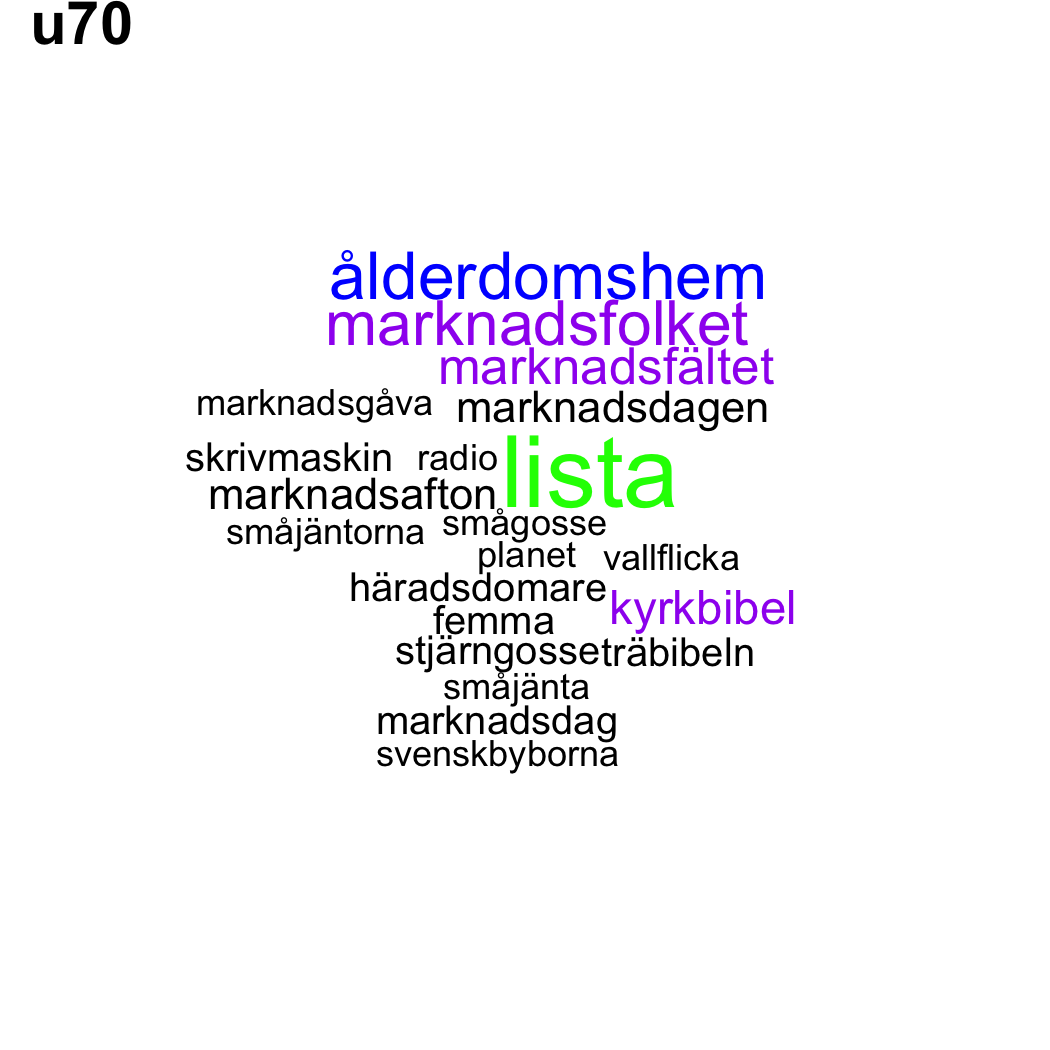 u70
ålderdomshem
marknadsfolket
marknadsfältet
marknadsgåva marknadsdagen
skrivmaskin radio lista
marknadsafton
småjäntorna smågosse
planet vallflicka
häradsdomare kyrkbibel
femma
stjärngosse träbibeln
småjänta
marknadsdag
svenskbyborna